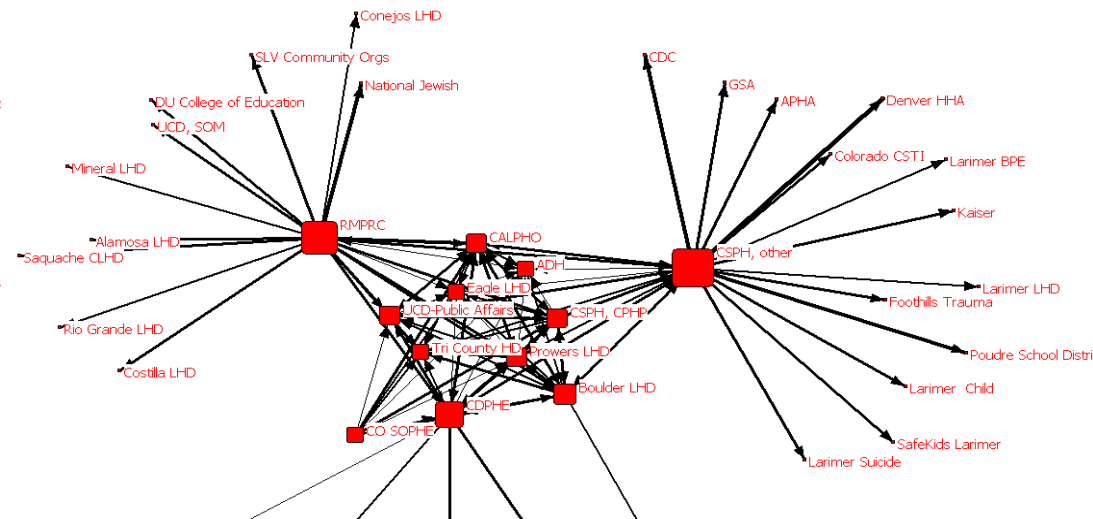 Conejos LHD
SLV Community Orgs
CDC
National Jewish
GSA
DU College of Education
APHA
Denver HHA
UCD, SOM
Colorado CSTI
Larimer BPE
Mineral LHD
Kaiser
RMPRC
Alamosa LHD
CALPHO
CSPH, other
Saquache CLHD
ADH
Eagle LHD
Larimer LHD
Foothills Trauma
UCD-Public Affairs
CSPH, CPHP
Rio Grande LHD
Tri County HD
Prowers LHD
Poudre School Distri
Costilla LHD
Boulder LHD
Larimer Child
CDPHE
CO SOPHE
SafeKids Larimer
Larimer Suicide